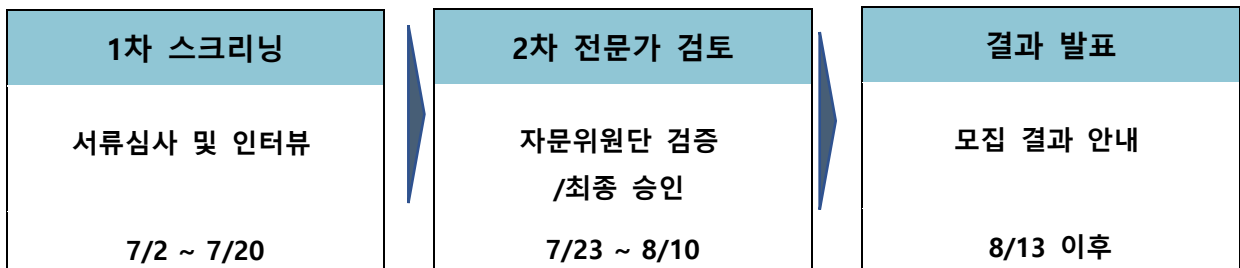 1차 스크리닝
서류심사 및 인터뷰
7/2 ~ 7/20
2차 전문가 검토
자문위원단 검증
/최종 승인
7/23 ~ 8/10
결과 발표
모집 결과 안내
8/13 이후